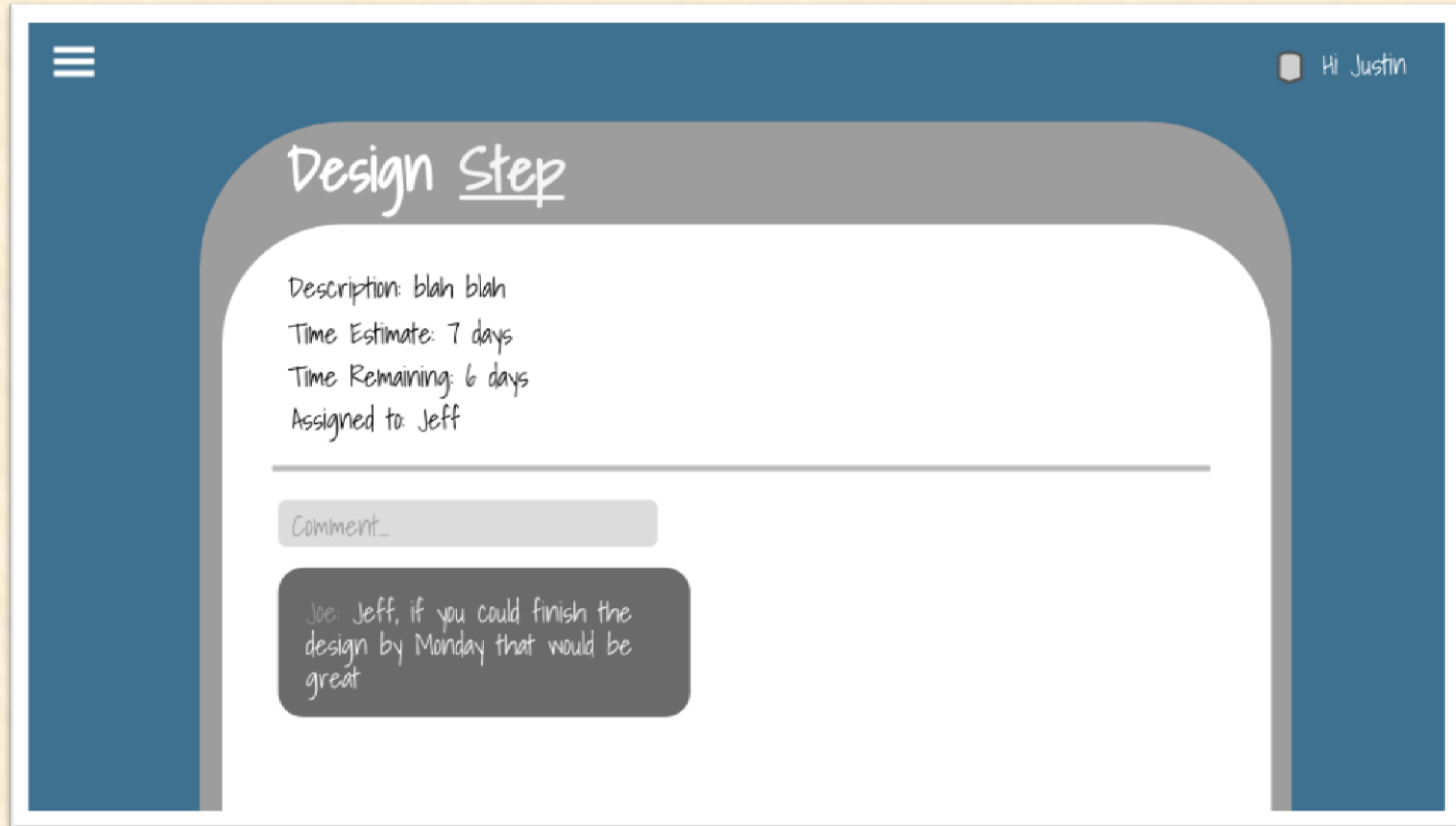 Hi Justin
Design Step
Description: blah blah
Time Estimate: 7 days
Time Remaining: 6 days
Assigned to: Jeff
Comment...
Joe: Jeff, if you could finish the
design by Monday that would be
great